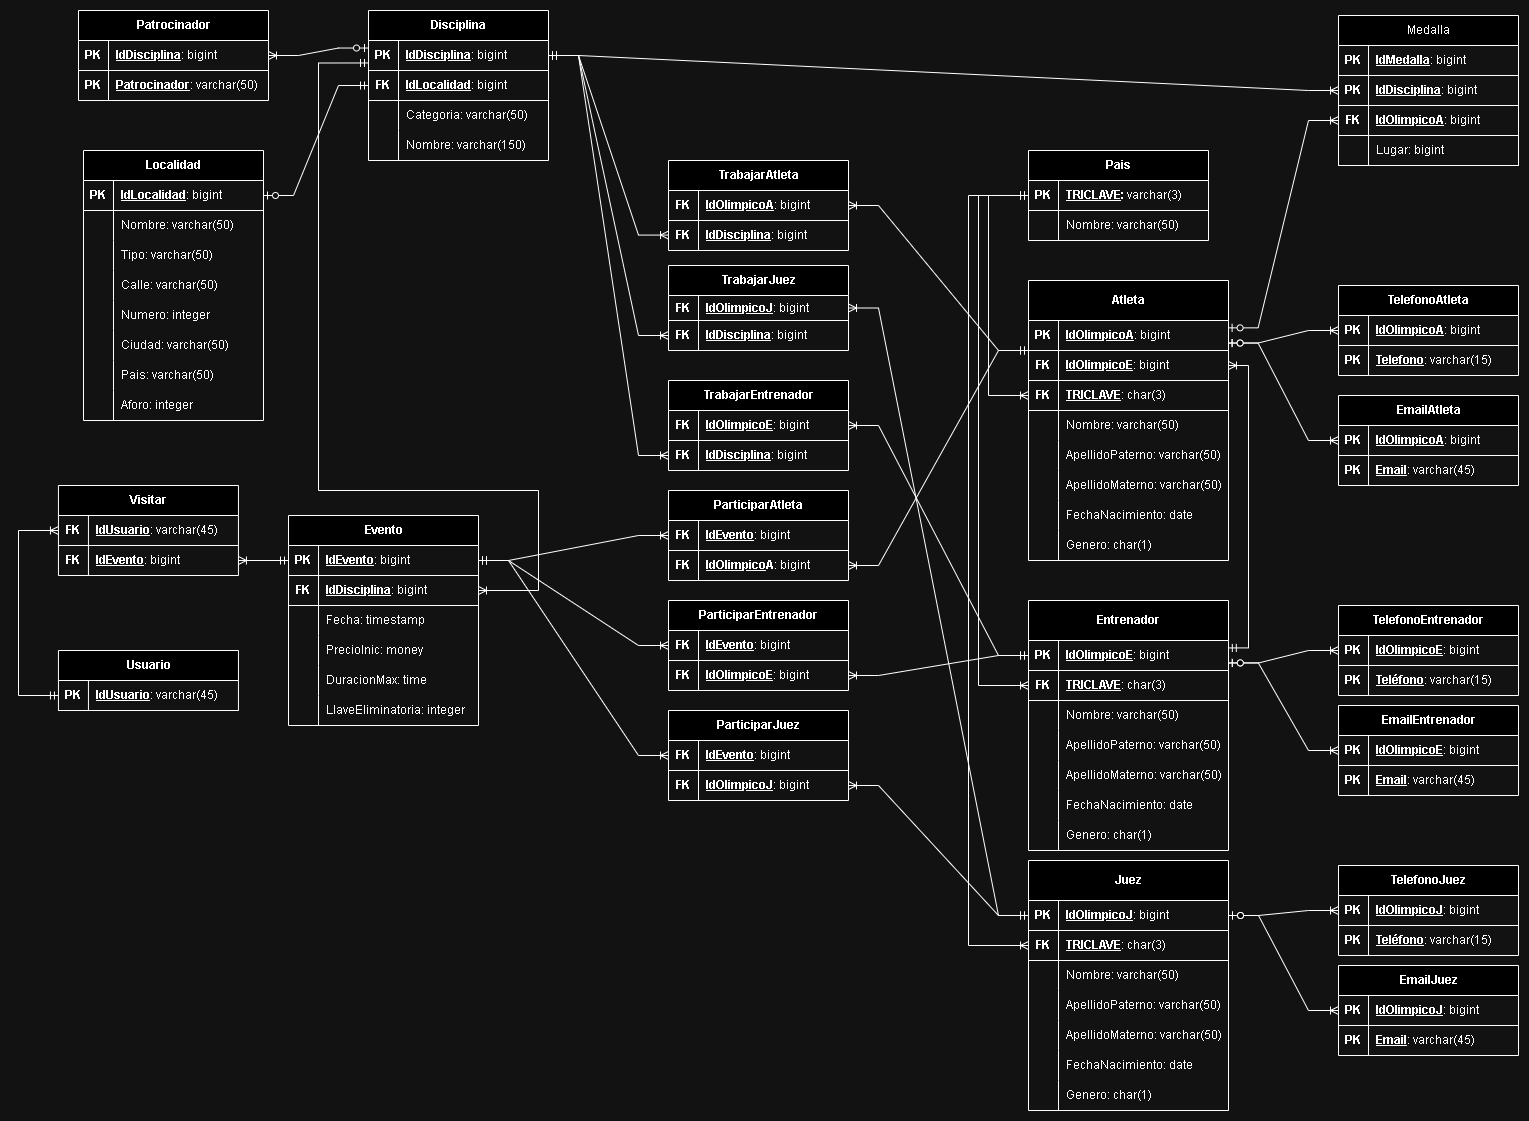 Patrocinador
PK IdDisciplina: bigint
PK Patrocinador: varchar(50)
Disciplina
PK IdDisciplina: bigint
FK IdLocalidad: bigint
Categoria: varchar(50)
Nombre: varchar(150)
Medalla
PK IdMedalla: bigint
PK IdDisciplina: bigint
FK IdOlimpicoA: bigint
Lugar: bigint
Localidad
PK IdLocalidad: bigint
Nombre: varchar(50)
Tipo: varchar(50)
Calle: varchar(50)
Numero: integer
Ciudad: varchar(50)
Pais: varchar(50)
Aforo: integer
TrabajarAtleta
FK IdOlimpicoA: bigint
FK IdDisciplina: bigint
TrabajarJuez
FK IdOlimpicoJ: bigint
FK IdDisciplina: bigint
TrabajarEntrenador
FK IdOlimpicoE: bigint
FK IdDisciplina: bigint
Pais
PK TRICLAVE: varchar(3)
Nombre: varchar(50)
Atleta
PK IdOlimpicoA: bigint
FK IdOlimpicoE: bigint
FK TRICLAVE: char(3)
Nombre: varchar(50)
ApellidoPaterno: varchar(50)
ApellidoMaterno: varchar(50)
FechaNacimiento: date
Genero: char(1)
TelefonoAtleta
PK IdOlimpicoA: bigint
PK Telefono: varchar(15)
EmailAtleta
PK IdOlimpicoA: bigint
PK Email: varchar(45)
Visitar
FK IdUsuario: varchar(45)
FK IdEvento: bigint
Usuario
PK IdUsuario: varchar(45)
Evento
PK IdEvento: bigint
FK IdDisciplina: bigint
Fecha: timestamp
PrecioInic: money
DuracionMax: time
LlaveEliminatoria: integer
ParticiparAtleta
FK IdEvento: bigint
FK IdOlimpicoA: bigint
ParticiparEntrenador
FK IdEvento: bigint
FK IdOlimpicoE: bigint
ParticiparJuez
FK IdEvento: bigint
FK IdOlimpicoJ: bigint
Entrenador
PK IdOlimpicoE: bigint
FK TRICLAVE: char(3)
Nombre: varchar(50)
ApellidoPaterno: varchar(50)
ApellidoMaterno: varchar(50)
FechaNacimiento: date
Genero: char(1)
TelefonoEntrenador
PK IdOlimpicoE: bigint
PK Teléfono: varchar(15)
EmailEntrenador
PK IdOlimpicoE: bigint
PK Email: varchar(45)
Juez
PK IdOlimpicoJ: bigint
FK TRICLAVE: char(3)
Nombre: varchar(50)
ApellidoPaterno: varchar(50)
ApellidoMaterno: varchar(50)
FechaNacimiento: date
Genero: char(1)
TelefonoJuez
PK IdOlimpicoJ: bigint
PK Teléfono: varchar(15)
EmailJuez
PK IdOlimpicoJ: bigint
PK Email: varchar(45)